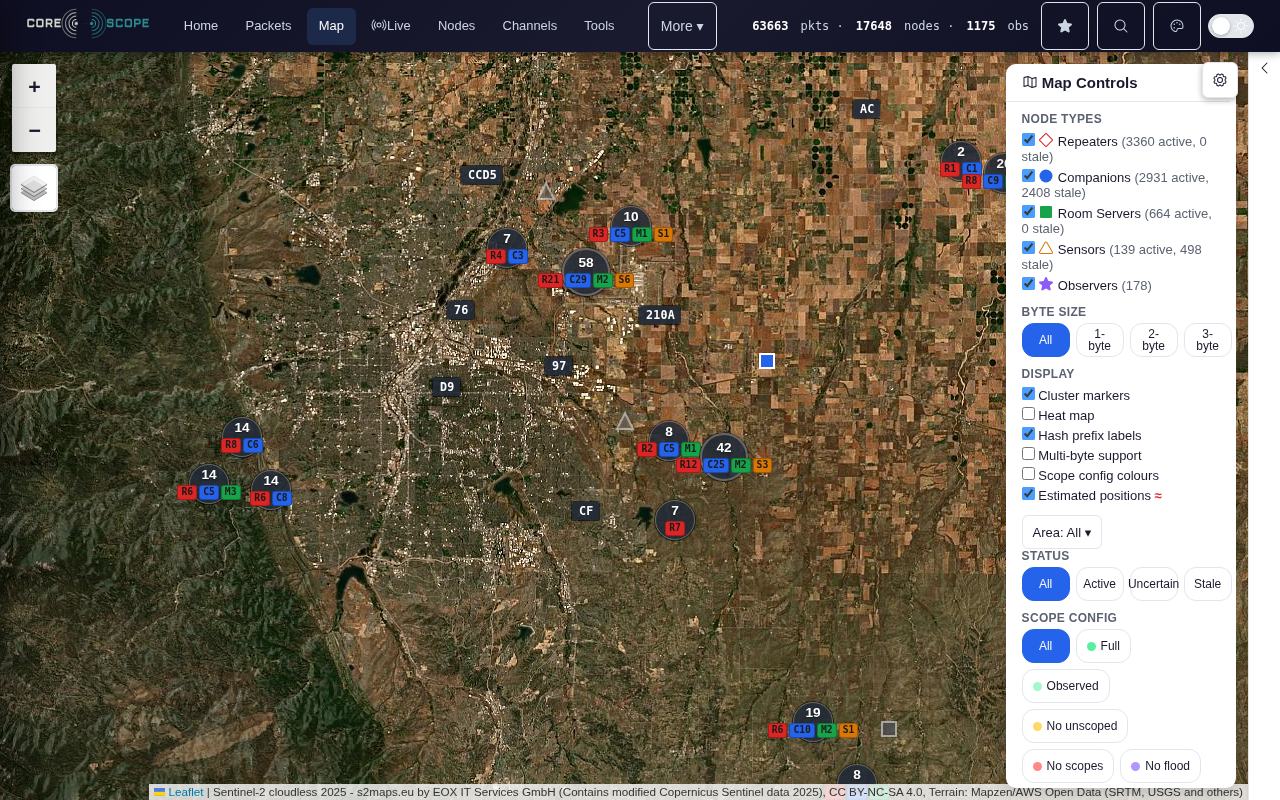 CORE SCOPE
Home Packets Map Live Nodes Channels Tools More ▾ 63663 pkts · 17648 nodes · 1175 obs
+
−
Map Controls
NODE TYPES
Repeaters (3360 active, 0
stale)
Companions (2931 active,
2408 stale)
Room Servers (664 active,
0 stale)
Sensors (139 active, 498
stale)
Observers (178)
BYTE SIZE
All
1-
byte
2-
byte
3-
byte
DISPLAY
Cluster markers
Heat map
Hash prefix labels
Multi-byte support
Scope config colours
Estimated positions ≈
Area: All ▾
STATUS
All Active Uncertain Stale
SCOPE CONFIG
All Full
Observed
No unscoped
No scopes No flood
AC
2
R1 C1
R8 C9
CCD5
10
R3 C5 M1 S1
7
R4 C3
58
R21 C29 M2 S6
76
210A
97
D9
14
R8 C6
8
R2 C5 M1
42
R12 C25 M2 S3
14
R6 C5 M3
14
R6 C8
CF
7
R7
19
R6 C10 M2 S1
8
Leaflet | Sentinel-2 cloudless 2025 - s2maps.eu by EOX IT Services GmbH (Contains modified Copernicus Sentinel data 2025), CC BY-NC-SA 4.0, Terrain: Mapzen/AWS Open Data (SRTM, USGS and others)